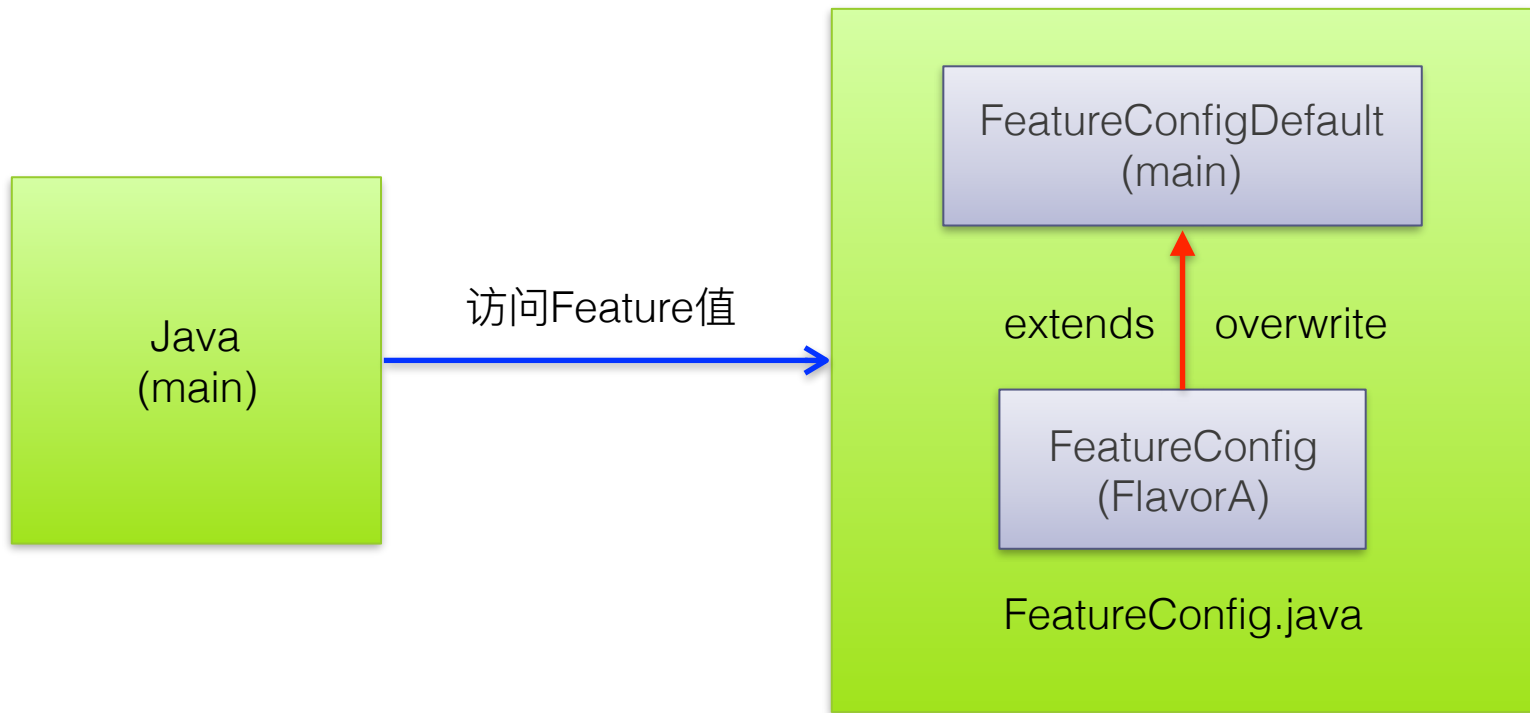 Java
(main)
访问Feature值
FeatureConfigDefault
(main)
extends overwrite
FeatureConfig
(FlavorA)
FeatureConfig.java